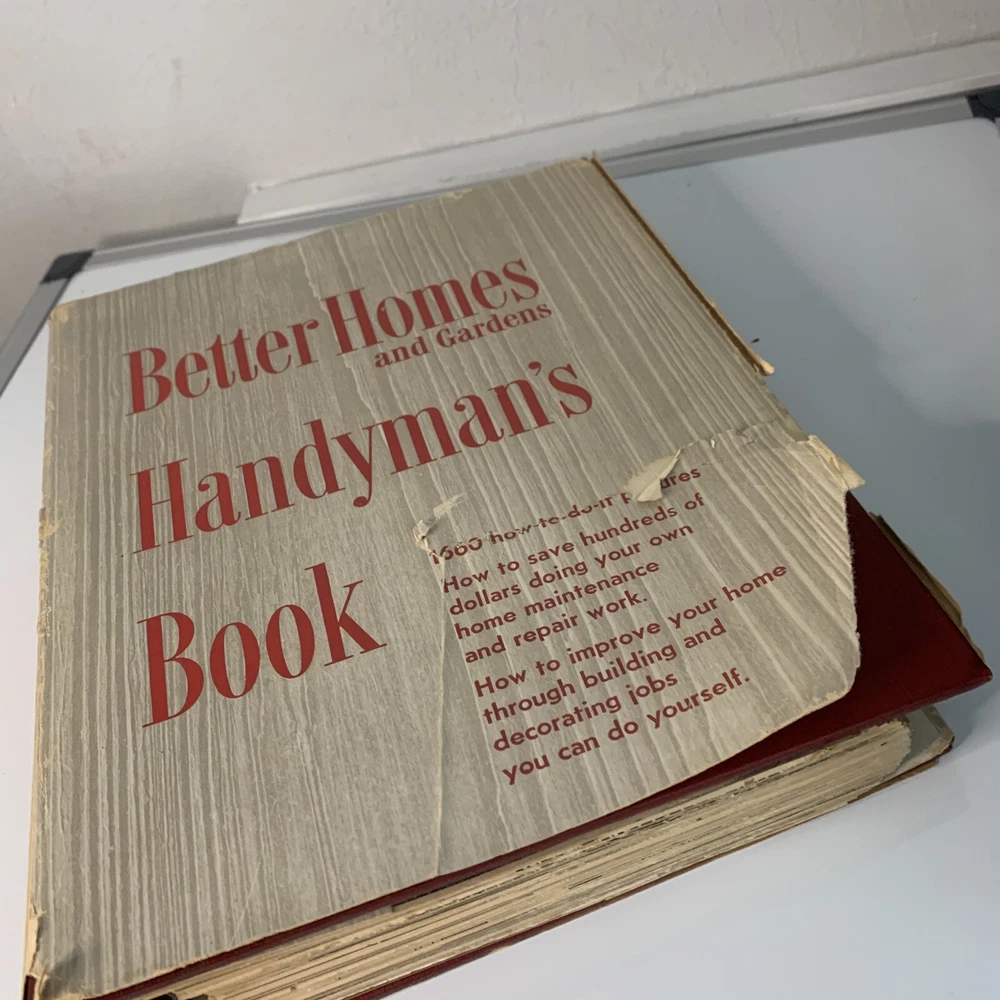 Better Homes
and Gardens
Handyman's
Book
1660 how-to-do-it
How to save hundreds of
dollars doing your own
home maintenance
and repair work.
How to improve your home
through building and
decorating jobs
you can do yourself.